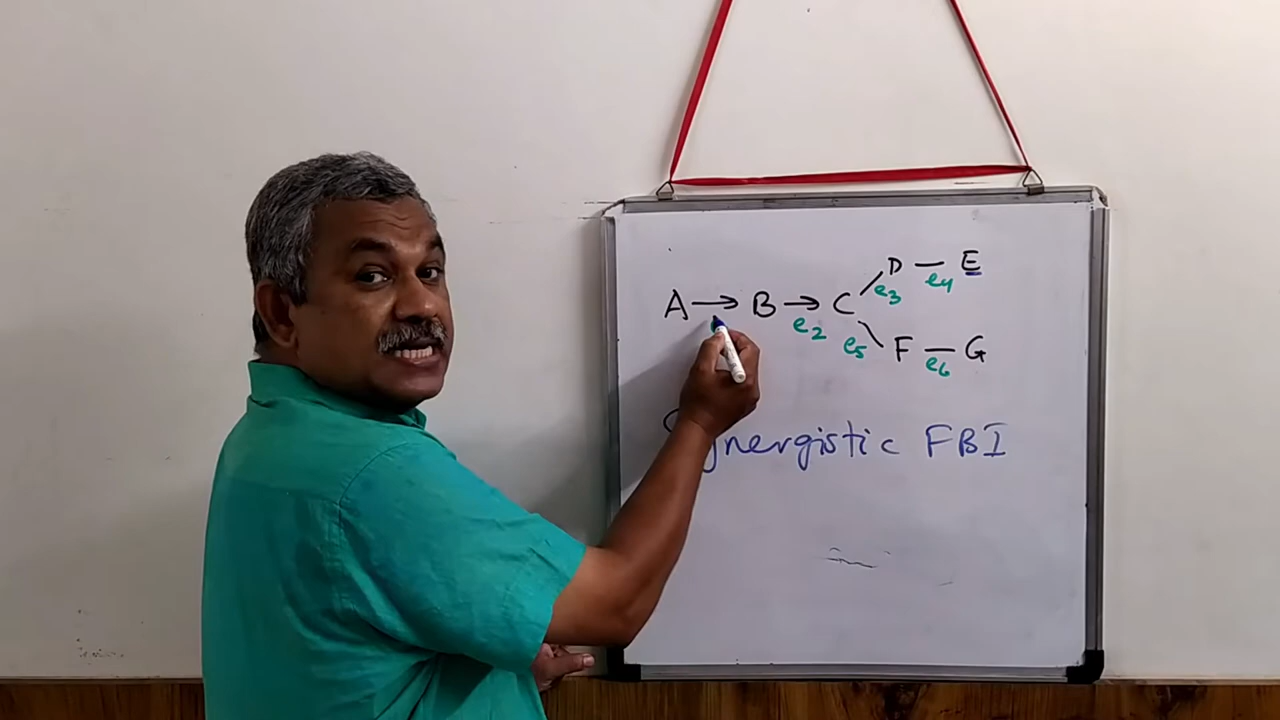 D — E
e3 e4
A → B → C
e2
e5 F — G
e6
Synergistic FBI